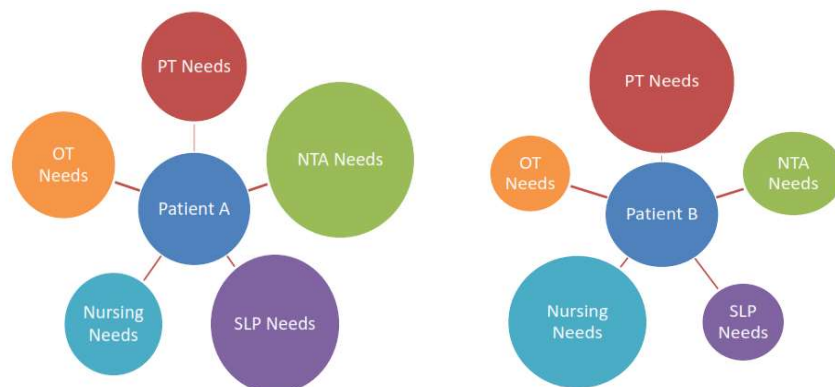 PT Needs
OT
Needs
NTA Needs
Patient A
Nursing
Needs
SLP Needs
PT Needs
OT
Needs
NTA
Needs
Patient B
Nursing
Needs
SLP
Needs